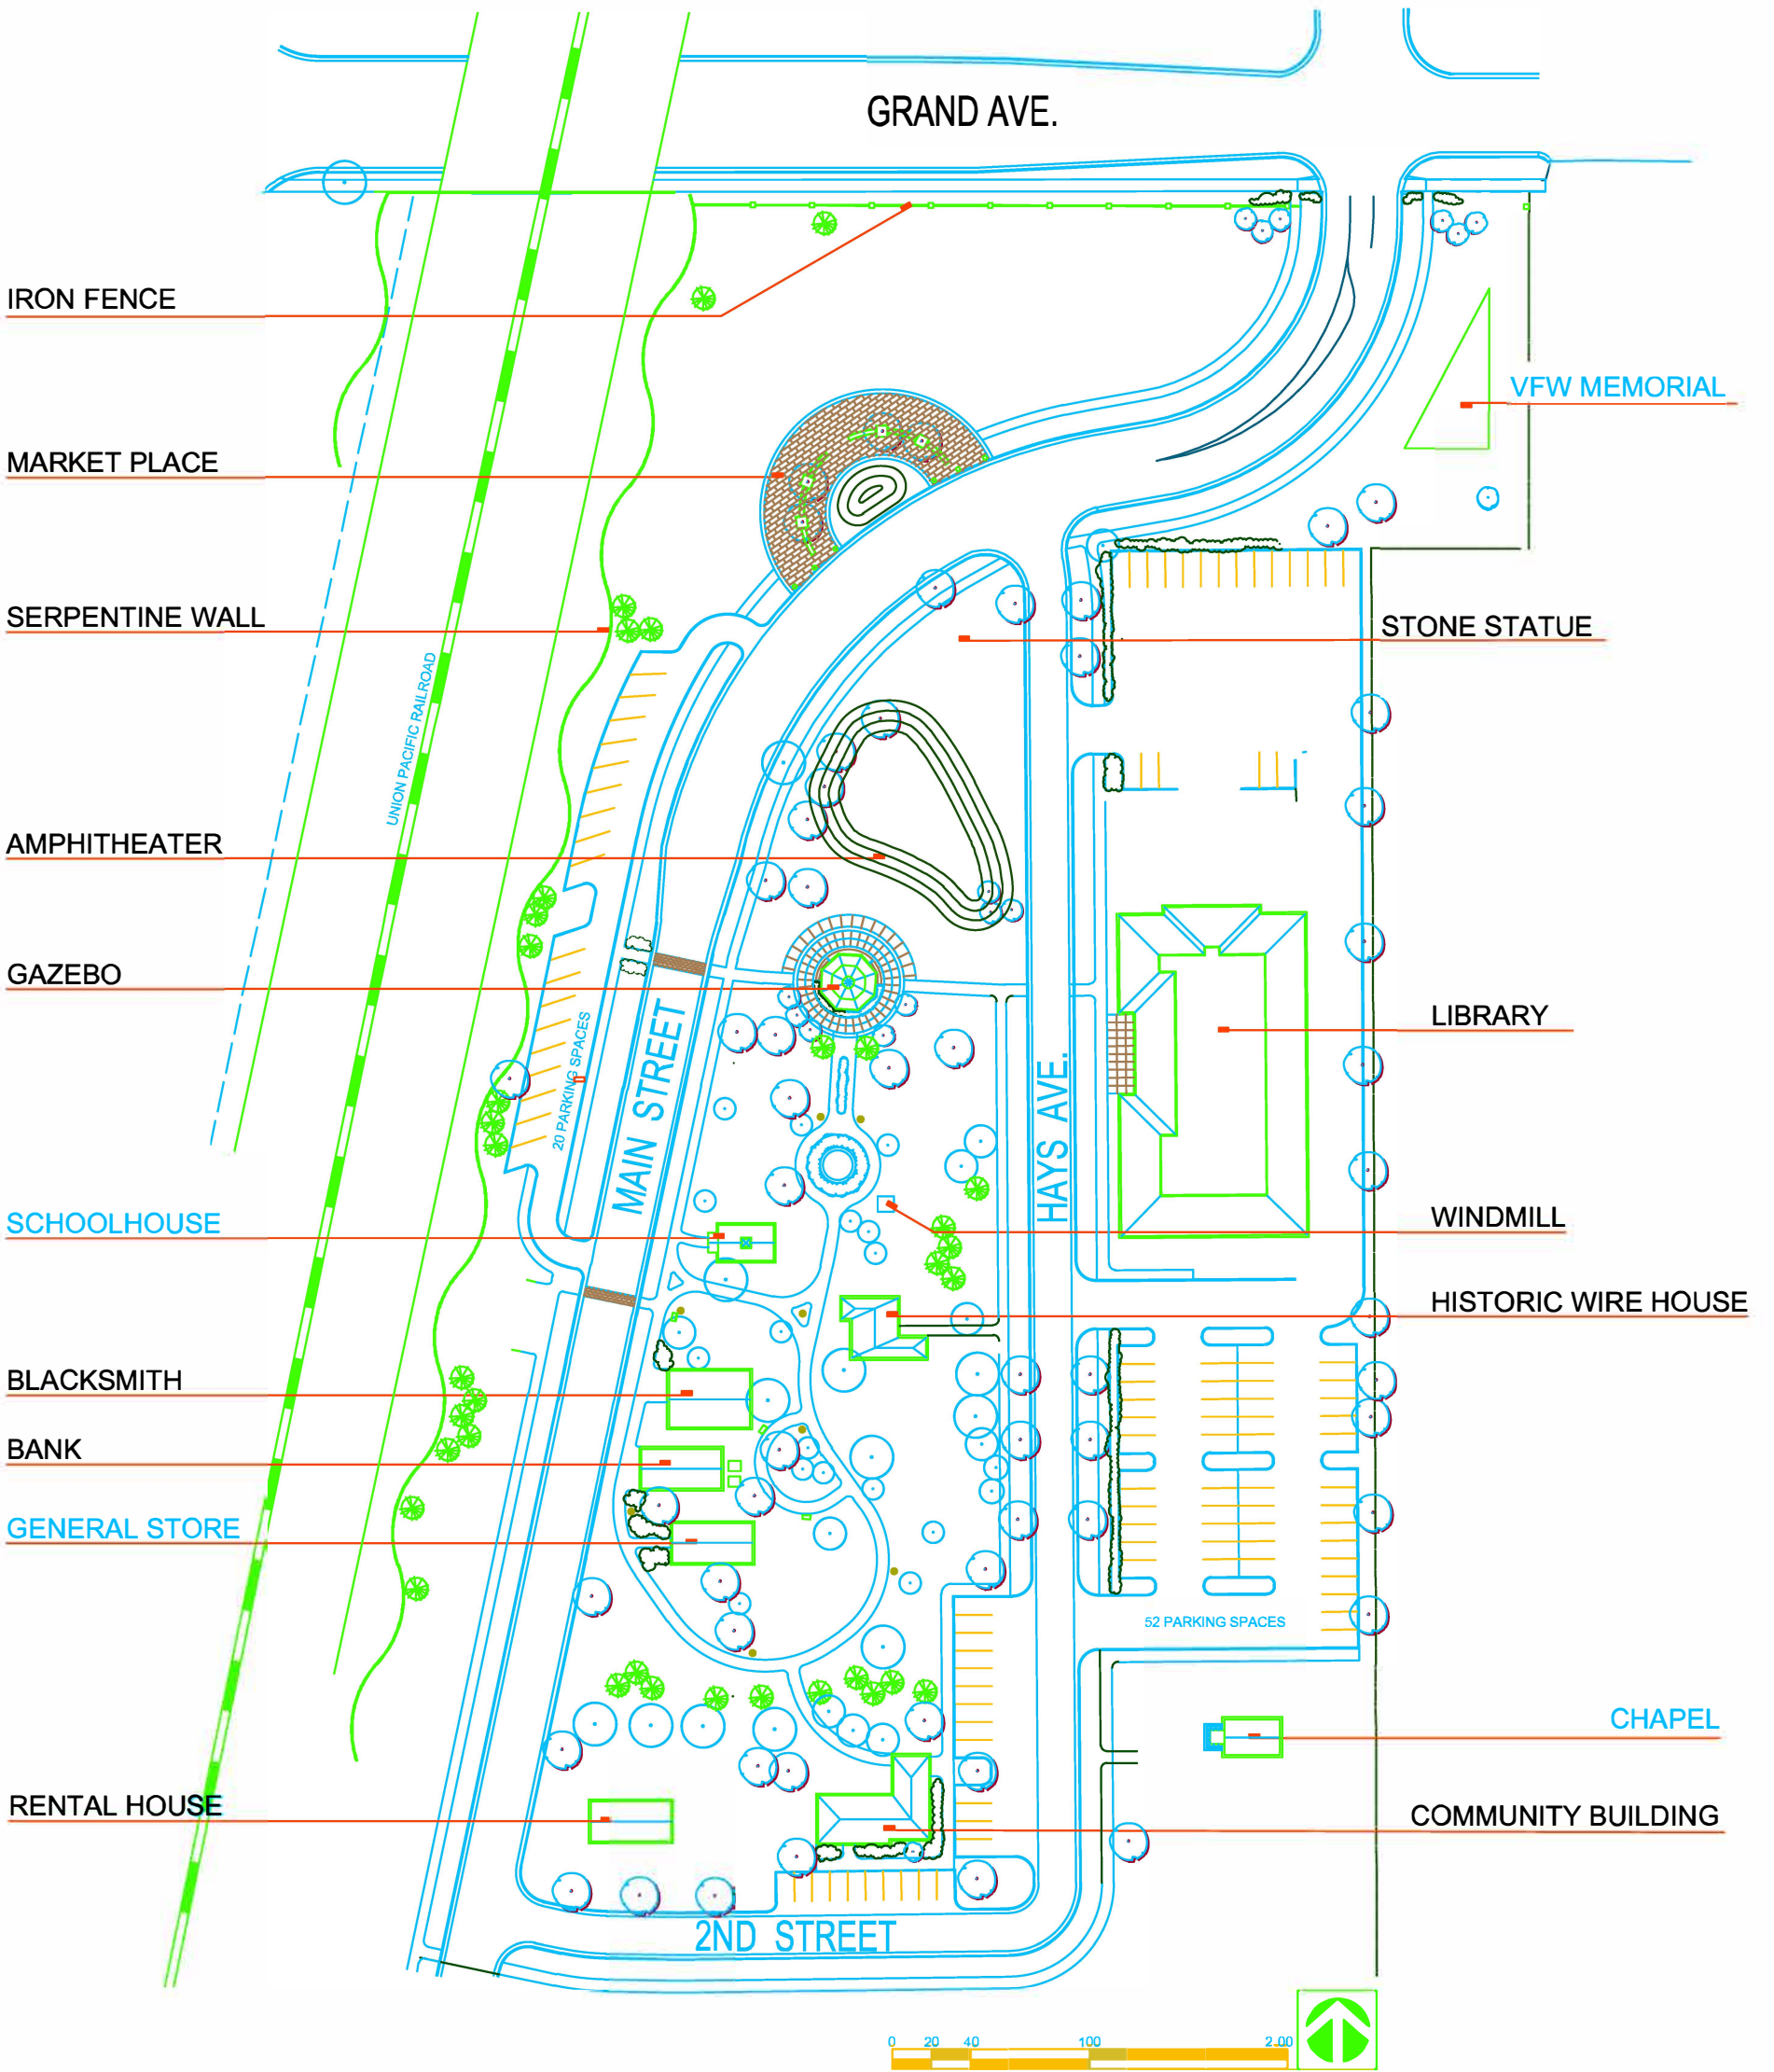 GRAND AVE.
IRON FENCE
VFW MEMORIAL
MARKET PLACE
SERPENTINE WALL
STONE STATUE
UNION PACIFIC RAILROAD
AMPHITHEATER
GAZEBO
LIBRARY
20 PARKING SPACES
MAIN STREET
HAYS AVE.
SCHOOLHOUSE
WINDMILL
HISTORIC WIRE HOUSE
BLACKSMITH
BANK
GENERAL STORE
52 PARKING SPACES
CHAPEL
RENTAL HOUSE
COMMUNITY BUILDING
2ND STREET
0 20 40 100 2.00